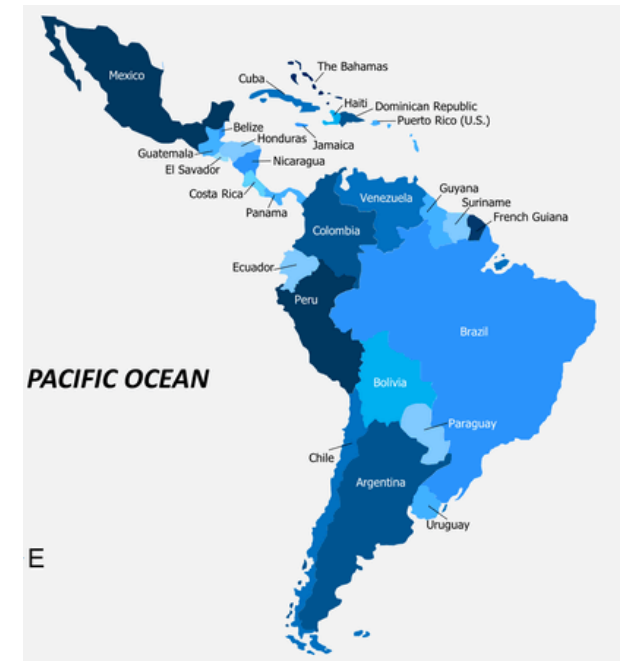 Mexico
The Bahamas
Cuba
Haiti
Dominican Republic
Puerto Rico (U.S.)
Jamaica
Belize
Honduras
Guatemala
El Savador
Nicaragua
Costa Rica
Panama
Venezuela
Guyana
Suriname
French Guiana
Colombia
Ecuador
Peru
Brazil
PACIFIC OCEAN
Bolivia
Paraguay
Chile
Argentina
Uruguay
E